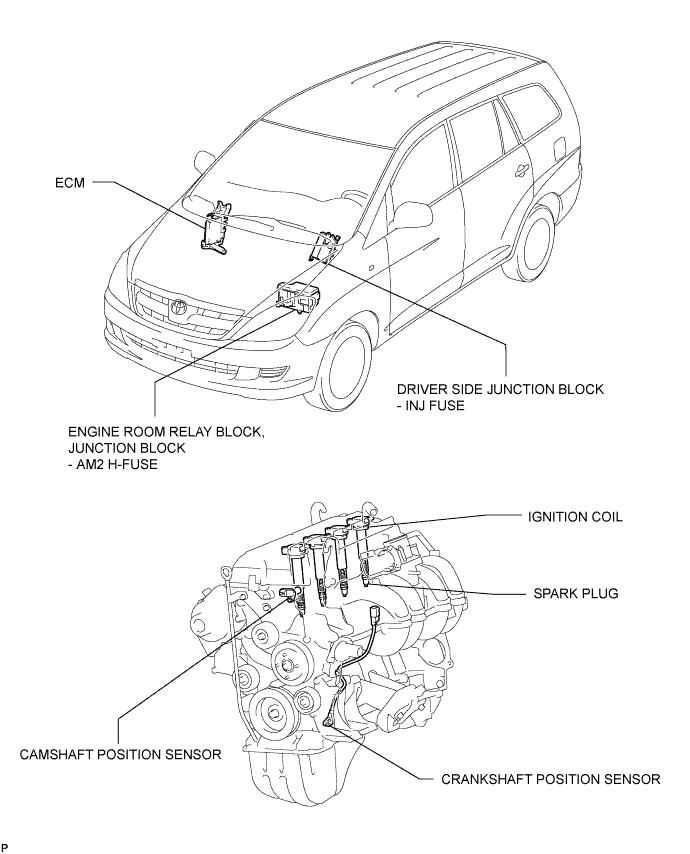 ECM
DRIVER SIDE JUNCTION BLOCK
- INJ FUSE
ENGINE ROOM RELAY BLOCK,
JUNCTION BLOCK
- AM2 H-FUSE
IGNITION COIL
SPARK PLUG
CAMSHAFT POSITION SENSOR
CRANKSHAFT POSITION SENSOR
P